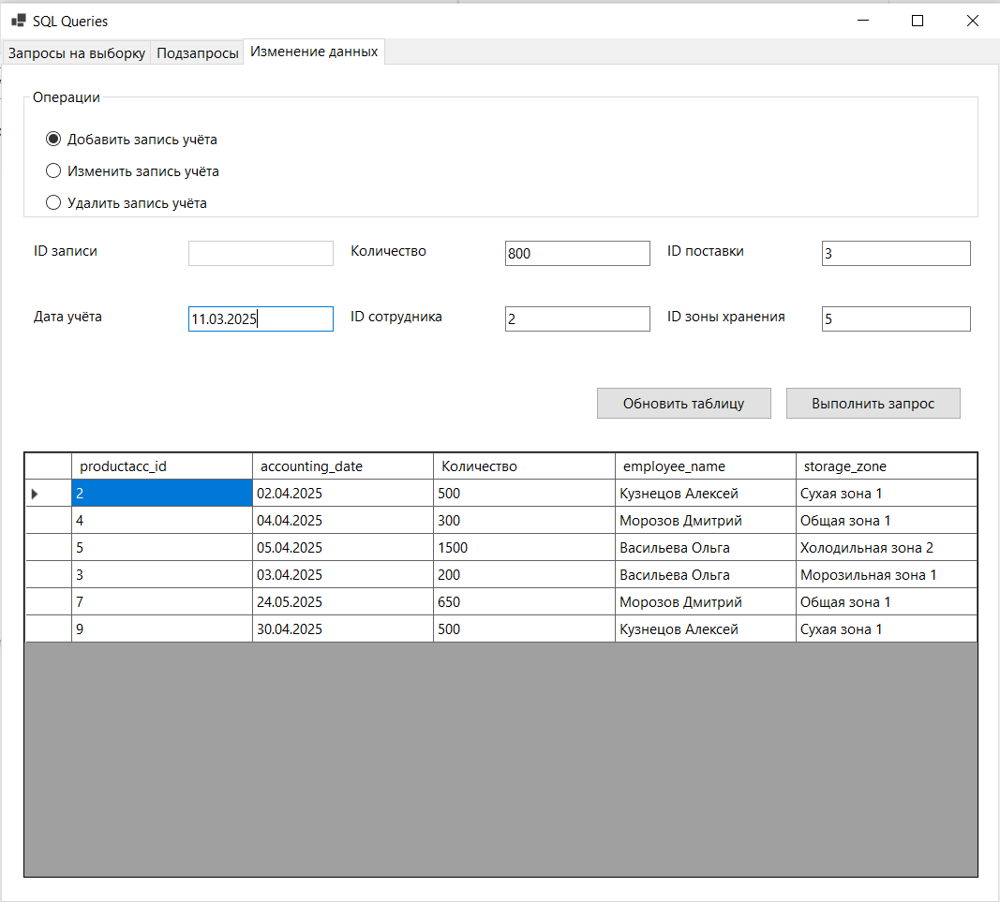 SQL Queries
Запросы на выборку Подзапросы Изменение данных
Операции
Добавить запись учёта
Изменить запись учёта
Удалить запись учёта
ID записи Количество 800 ID поставки 3
Дата учёта 11.03.2025 ID сотрудника 2 ID зоны хранения 5
Обновить таблицу Выполнить запрос
productacc_id accounting_date Количество employee_name storage_zone
2 02.04.2025 500 Кузнецов Алексей Сухая зона 1
4 04.04.2025 300 Морозов Дмитрий Общая зона 1
5 05.04.2025 1500 Васильева Ольга Холодильная зона 2
3 03.04.2025 200 Васильева Ольга Морозильная зона 1
7 24.05.2025 650 Морозов Дмитрий Общая зона 1
9 30.04.2025 500 Кузнецов Алексей Сухая зона 1